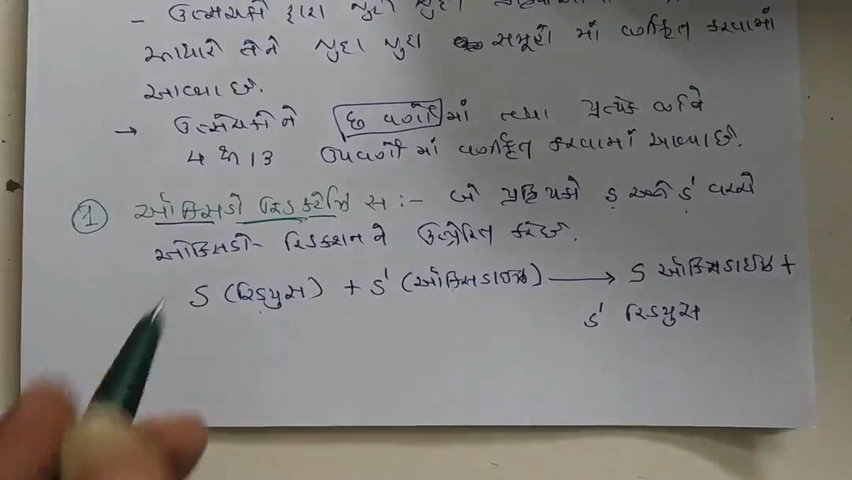 - ઉત્સેચકો દ્વારા જુદી જુદી
આધારે તેને જુદા જુદા સમૂહો માં વર્ગીકૃત કરવામાં
આવ્યા છે.
→ ઉત્સેચકોને છ વર્ગો માં તથા પ્રત્યેક વર્ગને
4 થી 13 ઉપવર્ગો માં વર્ગીકૃત કરવામાં આવ્યા છે.
① ઓક્સિડો રિડક્ટેઝિસ :- બે પ્રક્રિયકો S અને S' વચ્ચે
ઓક્સિડો- રિડક્શન ને ઉત્પ્રેરિત કરે છે.
S (રિડ્યુસ) + S' (ઓક્સિડાઇઝ) ⟶ S ઓક્સિડાઇઝ +
S' રિડ્યુસ